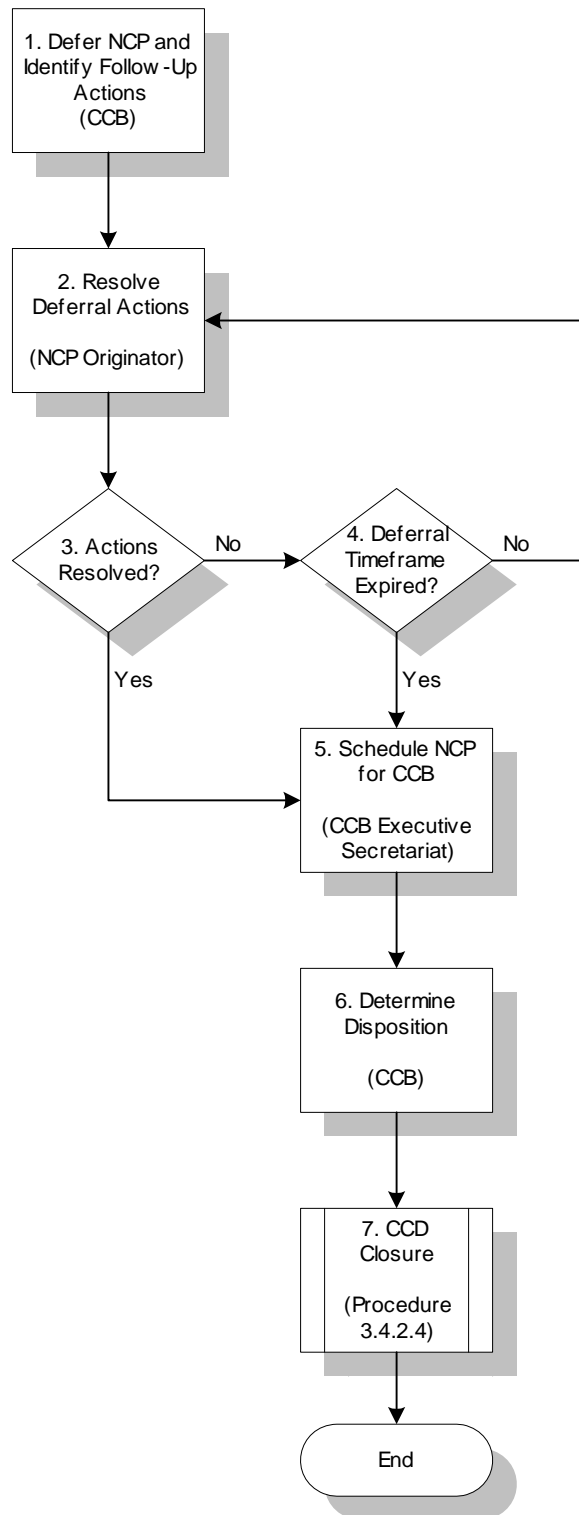 1. Defer NCP and
Identify Follow-Up
Actions
(CCB)
2. Resolve
Deferral Actions
(NCP Originator)
3. Actions
Resolved?
No
4. Deferral
Timeframe
Expired?
No
Yes
Yes
5. Schedule NCP
for CCB
(CCB Executive
Secretariat)
6. Determine
Disposition
(CCB)
7. CCD
Closure
(Procedure
3.4.2.4)
End